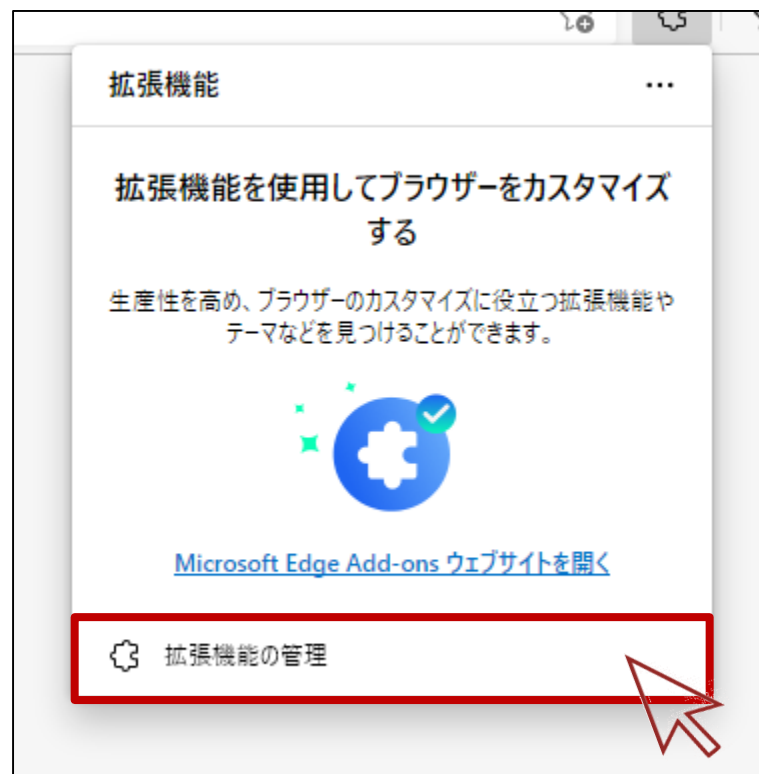 拡張機能
拡張機能を使用してブラウザーをカスタマイズ
する
生産性を高め、ブラウザーのカスタマイズに役立つ拡張機能や
テーマなどを見つけることができます。
Microsoft Edge Add-ons ウェブサイトを開く
拡張機能の管理